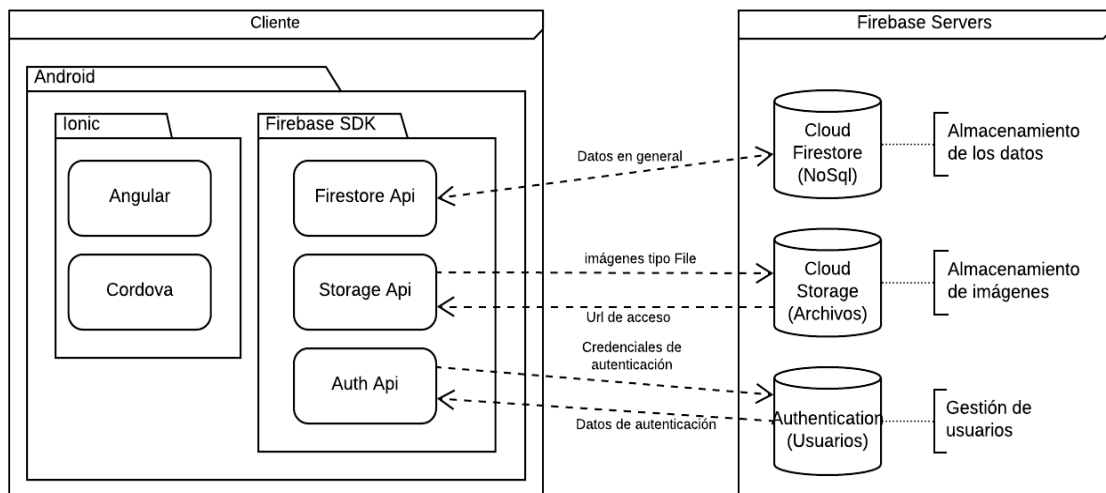 Cliente
Firebase Servers
Android
Ionic
Firebase SDK
Angular
Cordova
Firestore Api
Storage Api
Auth Api
Datos en general
imágenes tipo File
Url de acceso
Credenciales de
autenticación
Datos de autenticación
Cloud
Firestore
(NoSql)
Almacenamiento
de los datos
Cloud
Storage
(Archivos)
Almacenamiento
de imágenes
Authentication
(Usuarios)
Gestión de
usuarios